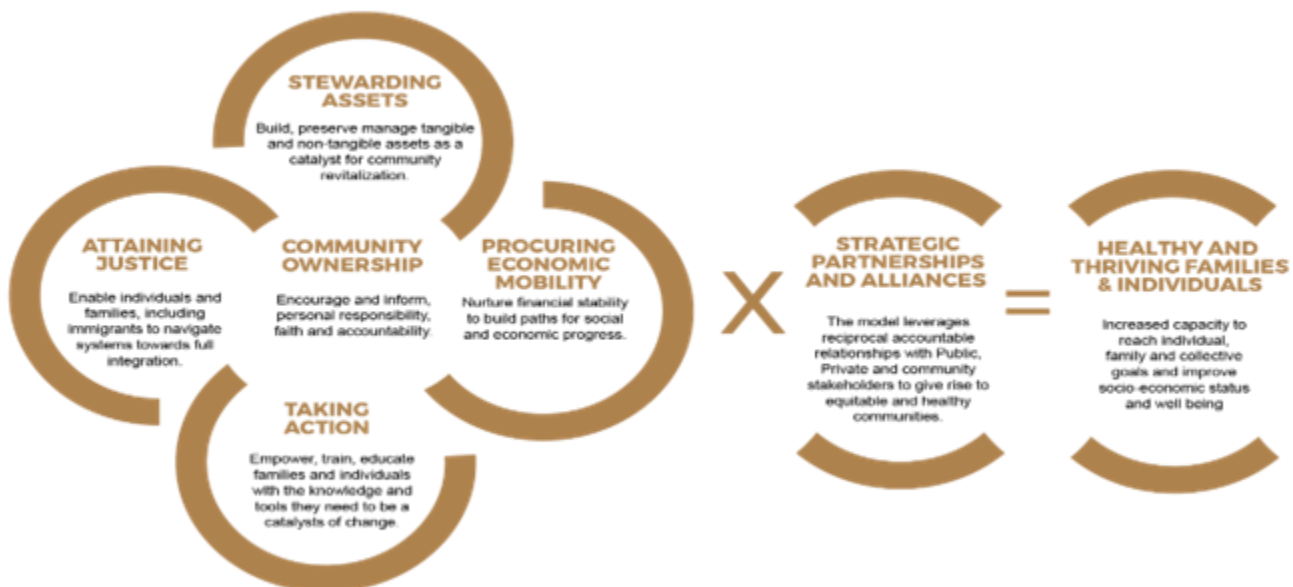 STEWARDING
ASSETS
Build, preserve manage tangible
and non-tangible assets as a
catalyst for community
revitalization.
ATTAINING
JUSTICE
Enable individuals and
families, including
immigrants to navigate
systems towards full
integration.
COMMUNITY
OWNERSHIP
Encourage and inform,
personal responsibility,
faith and accountability.
PROCURING
ECONOMIC
MOBILITY
Nurture financial stability
to build paths for social
and economic progress.
TAKING
ACTION
Empower, train, educate
families and individuals
with the knowledge and
tools they need to be a
catalysts of change.
X
STRATEGIC
PARTNERSHIPS
AND ALLIANCES
The model leverages
reciprocal accountable
relationships with Public,
Private and community
stakeholders to give rise to
equitable and healthy
communities.
=
HEALTHY AND
THRIVING FAMILIES
& INDIVIDUALS
Increased capacity to
reach individual,
family and collective
goals and improve
socio-economic status
and well being